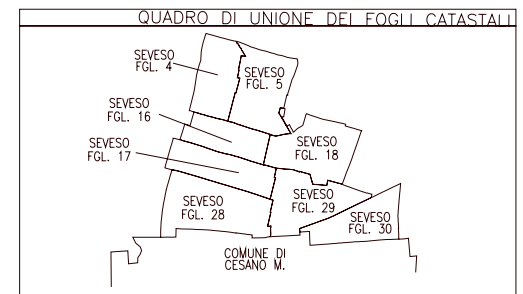 QUADRO DI UNIONE DEI FOGLI CATASTALI
SEVESO
FGL. 4
SEVESO
FGL. 5
SEVESO
FGL. 16
SEVESO
FGL. 17
SEVESO
FGL. 18
SEVESO
FGL. 28
SEVESO
FGL. 29
SEVESO
FGL. 30
COMUNE DI
CESANO M.